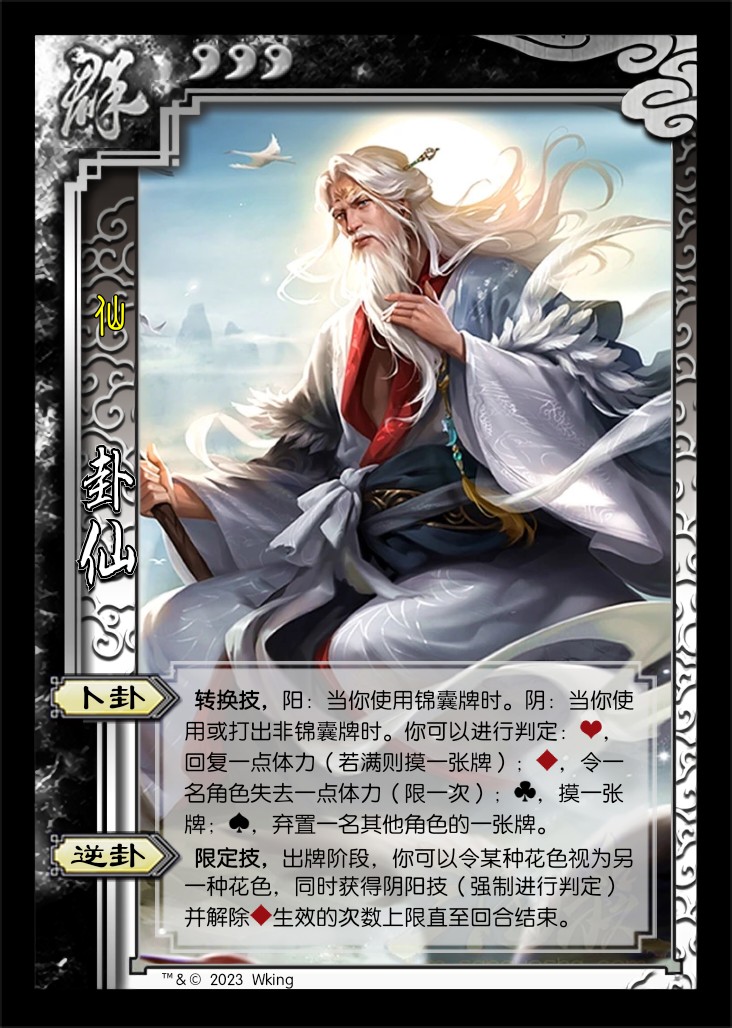 群
仙
卦仙
卜卦
转换技，阳：当你使用锦囊牌时。阴：当你使
用或打出非锦囊牌时。你可以进行判定：♥，
回复一点体力（若满则摸一张牌）；♦，令一
名角色失去一点体力（限一次）；♣，摸一张
牌；♠，弃置一名其他角色的一张牌。
逆卦
限定技，出牌阶段，你可以令某种花色视为另
一种花色，同时获得阴阳技（强制进行判定）
并解除♦生效的次数上限直至回合结束。
™&© 2023 Wking